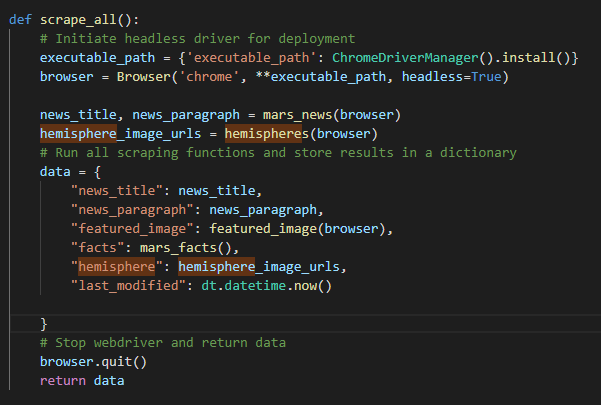 def scrape_all():
    # Initiate headless driver for deployment
    executable_path = {'executable_path': ChromeDriverManager().install()}
    browser = Browser('chrome', **executable_path, headless=True)

    news_title, news_paragraph = mars_news(browser)
    hemisphere_image_urls = hemispheres(browser)
    # Run all scraping functions and store results in a dictionary
    data = {
        "news_title": news_title,
        "news_paragraph": news_paragraph,
        "featured_image": featured_image(browser),
        "facts": mars_facts(),
        "hemisphere": hemisphere_image_urls,
        "last_modified": dt.datetime.now()

    }
    # Stop webdriver and return data
    browser.quit()
    return data